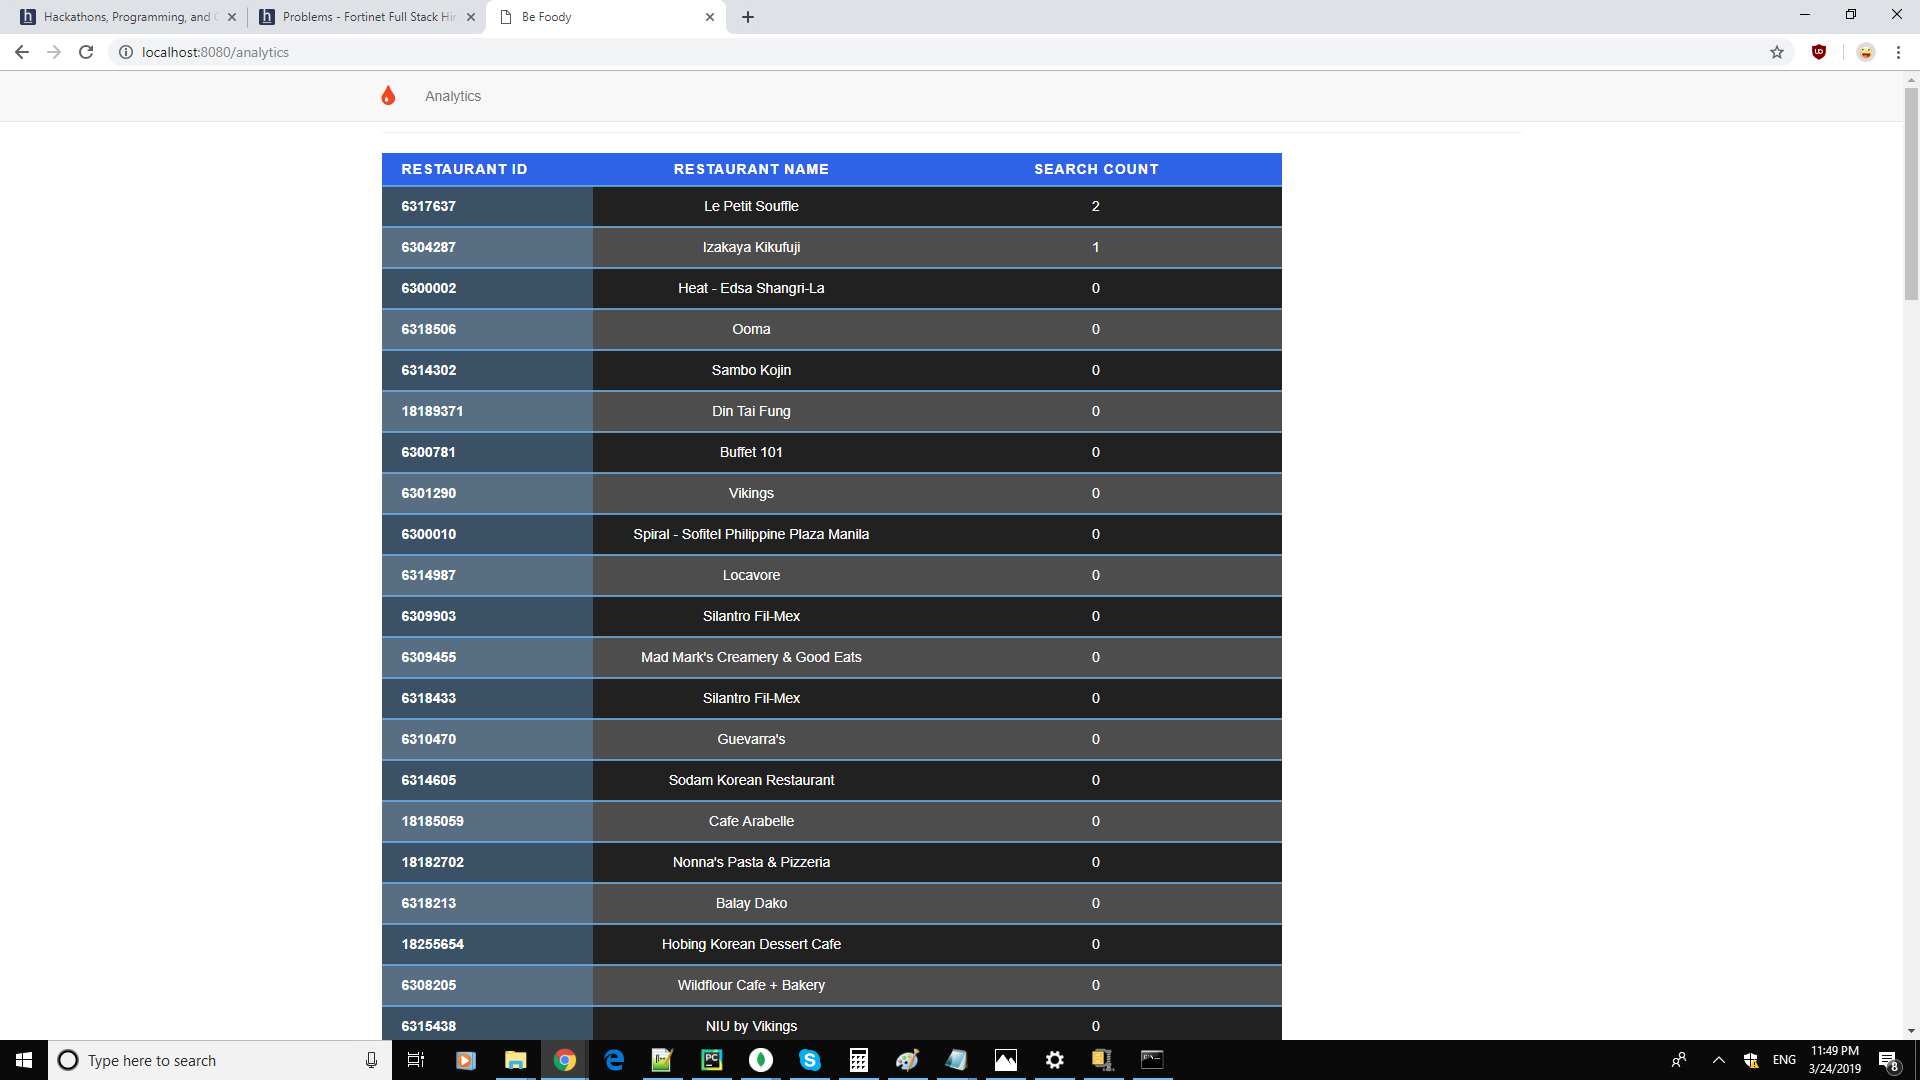 Hackathons, Programming, and
Problems - Fortinet Full Stack Hi
Be Foody
localhost:8080/analytics
Analytics
RESTAURANT ID RESTAURANT NAME SEARCH COUNT
6317637 Le Petit Souffle 2
6304287 Izakaya Kikufuji 1
6300002 Heat - Edsa Shangri-La 0
6318506 Ooma 0
6314302 Sambo Kojin 0
18189371 Din Tai Fung 0
6300781 Buffet 101 0
6301290 Vikings 0
6300010 Spiral - Sofitel Philippine Plaza Manila 0
6314987 Locavore 0
6309903 Silantro Fil-Mex 0
6309455 Mad Mark's Creamery & Good Eats 0
6318433 Silantro Fil-Mex 0
6310470 Guevarra's 0
6314605 Sodam Korean Restaurant 0
18185059 Cafe Arabelle 0
18182702 Nonna's Pasta & Pizzeria 0
6318213 Balay Dako 0
18255654 Hobing Korean Dessert Cafe 0
6308205 Wildflour Cafe + Bakery 0
6315438 NIU by Vikings 0
Type here to search
ENG
11:49 PM
3/24/2019
8